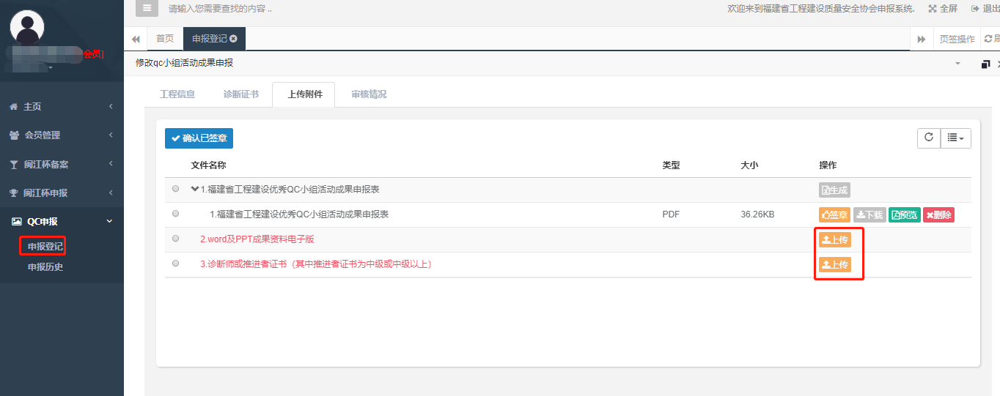 请输入您需要查找的内容 ..
欢迎来到福建省工程建设质量安全协会申报系统.
全屏
退出
会员]
首页
申报登记
页签操作
刷
修改qc小组活动成果申报
工程信息
诊断证书
上传附件
审核情况
主页
会员管理
闽江杯备案
闽江杯申报
QC申报
申报登记
申报历史
确认已签章
文件名称
类型
大小
操作
1.福建省工程建设优秀QC小组活动成果申报表
生成
1.福建省工程建设优秀QC小组活动成果申报表
PDF
36.26KB
签章
下载
预览
删除
2.word及PPT成果资料电子版
上传
3.诊断师或推进者证书（其中推进者证书为中级或中级以上）
上传